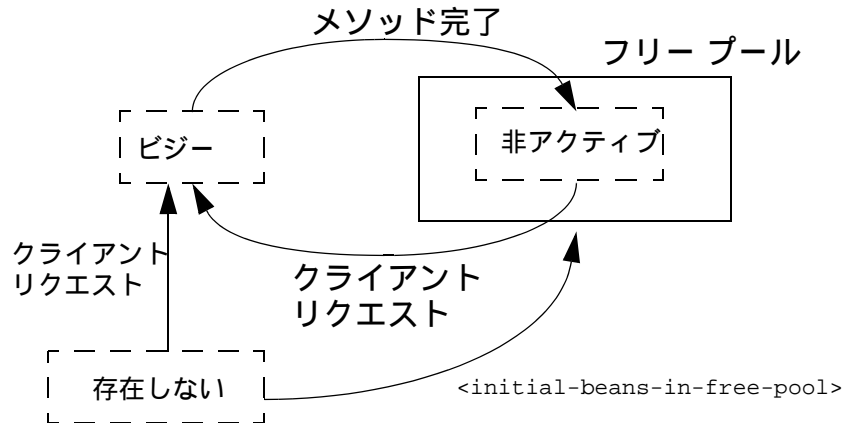 メソッド完了
フリー プール
ビジー
非アクティブ
クライアント
リクエスト
クライアント
リクエスト
存在しない
<initial-beans-in-free-pool>